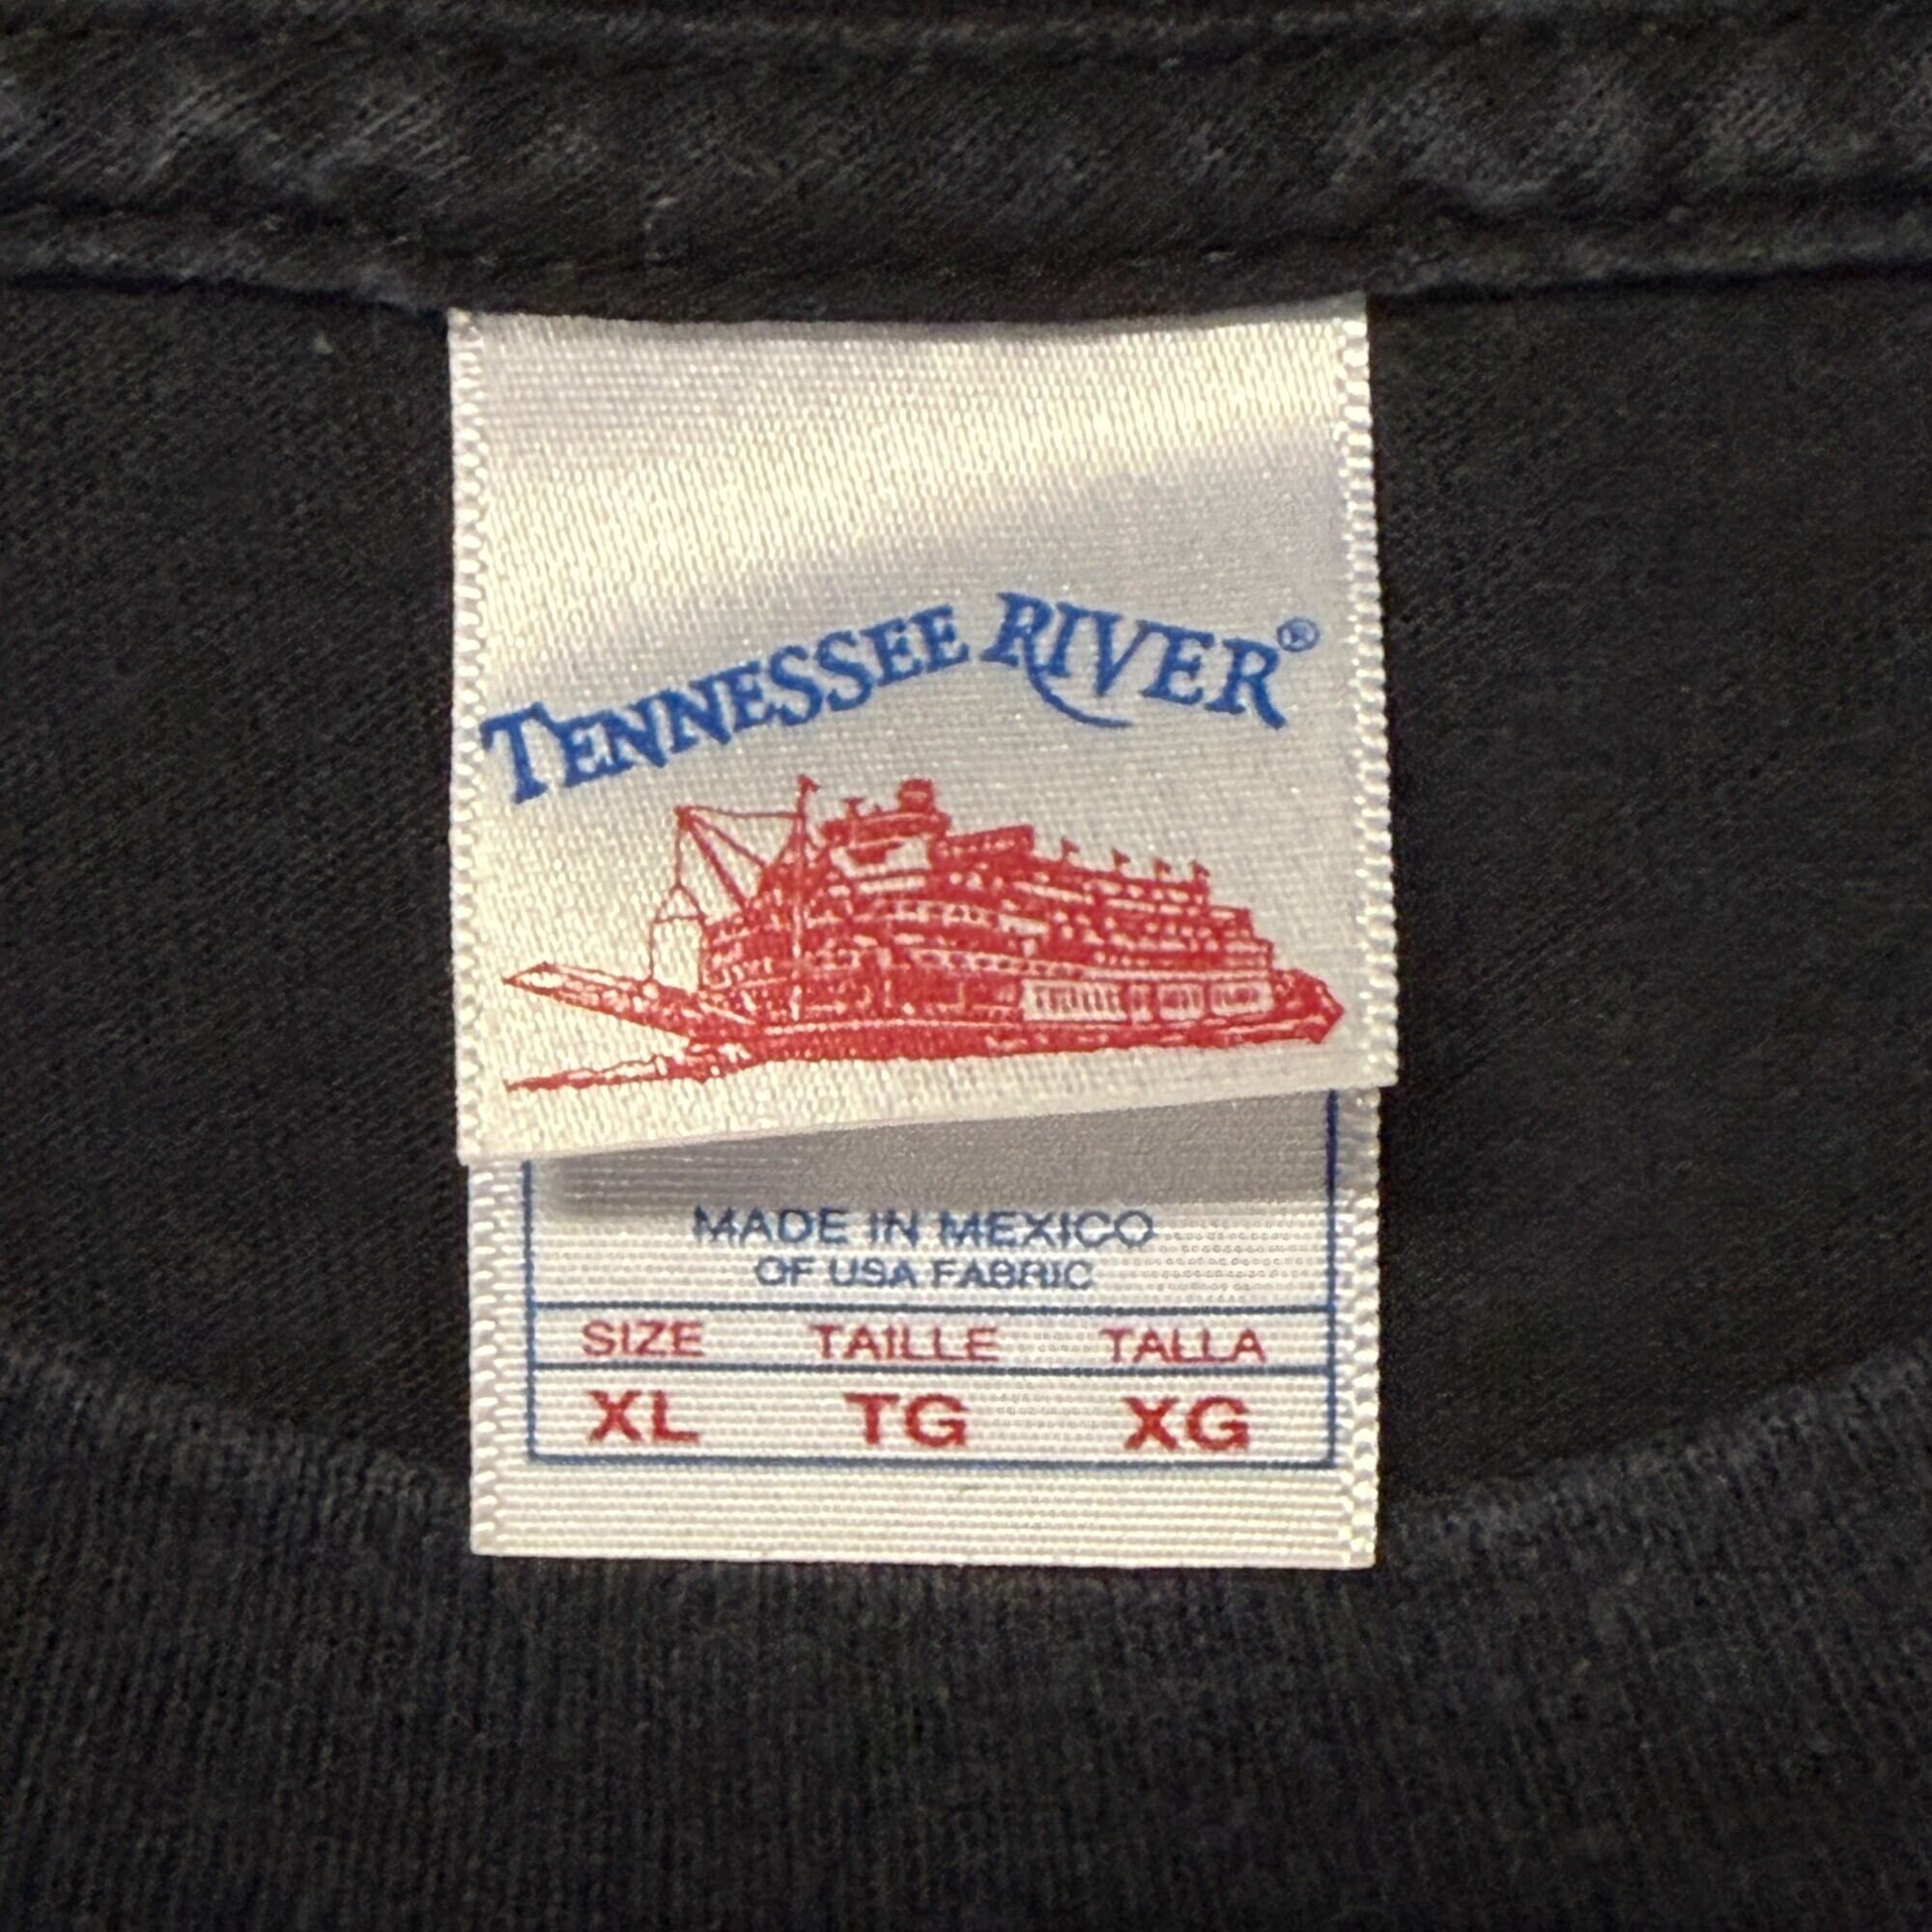 TENNESSEE RIVER®
MADE IN MEXICO
OF USA FABRIC
SIZE TAILLE TALLA
XL TG XG